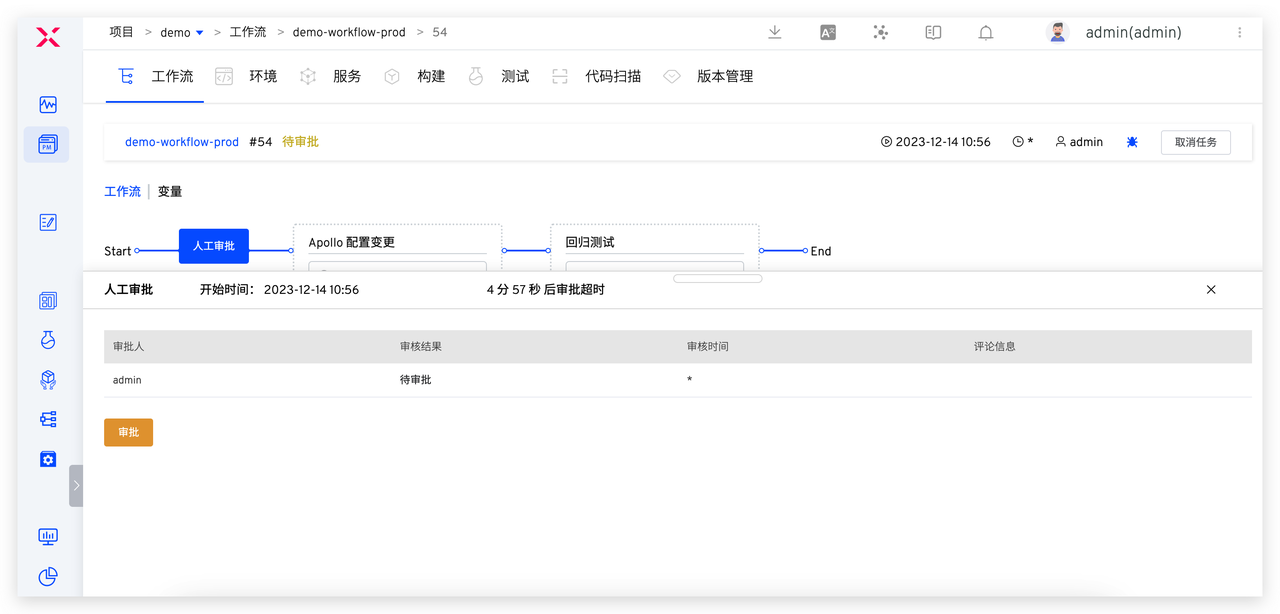 项目 > demo > 工作流 > demo-workflow-prod > 54
admin(admin)
工作流 环境 服务 构建 测试 代码扫描 版本管理
demo-workflow-prod #54 待审批 2023-12-14 10:56 * admin 取消任务
工作流 | 变量
Start 人工审批 Apollo 配置变更 回归测试 End
人工审批 开始时间： 2023-12-14 10:56 4 分 57 秒 后审批超时
审批人 审核结果 审核时间 评论信息
admin 待审批 *
审批